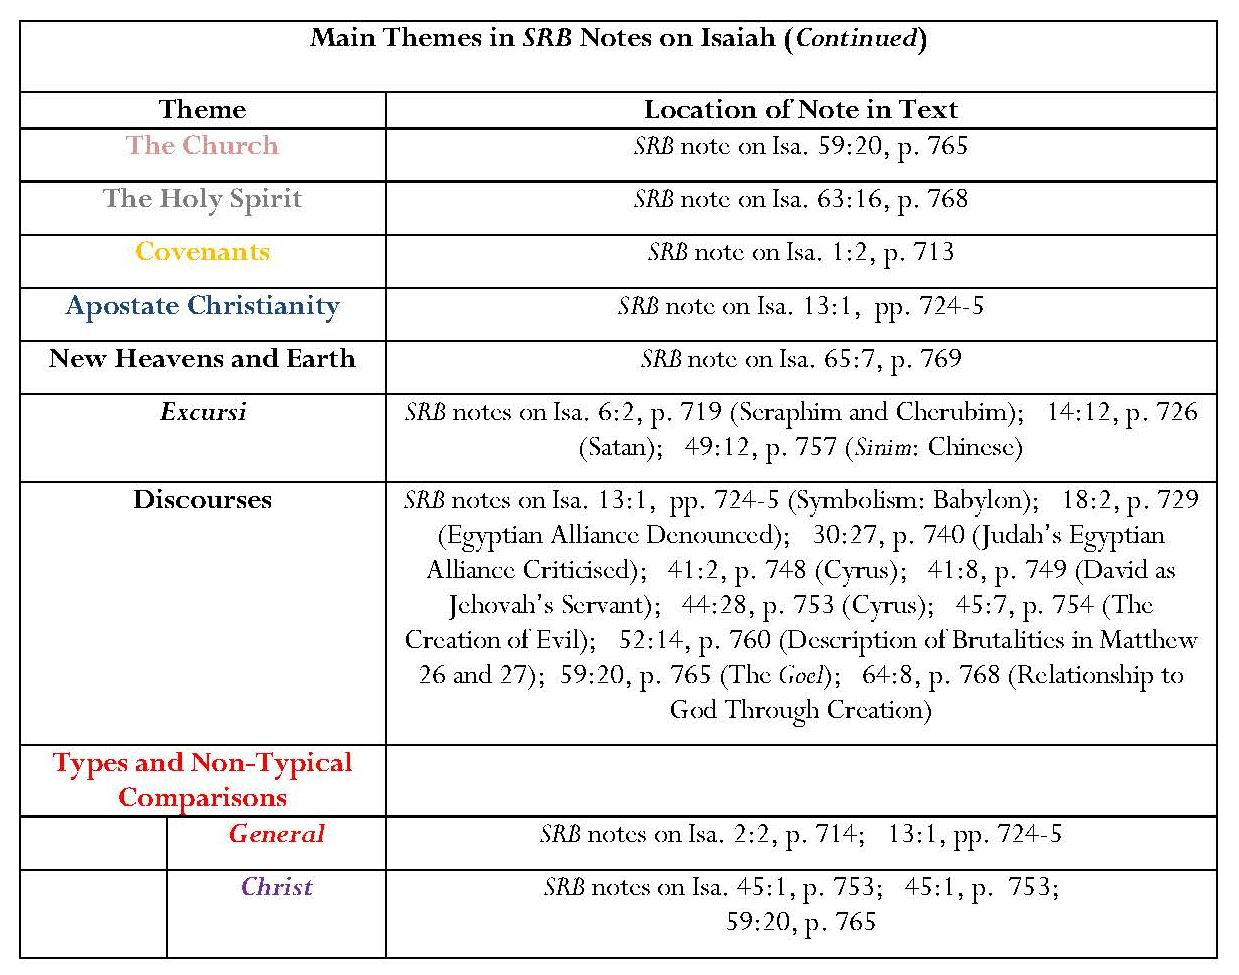 Main Themes in SRB Notes on Isaiah (Continued)
Theme
Location of Note in Text
The Church
SRB note on Isa. 59:20, p. 765
The Holy Spirit
SRB note on Isa. 63:16, p. 768
Covenants
SRB note on Isa. 1:2, p. 713
Apostate Christianity
SRB note on Isa. 13:1, pp. 724-5
New Heavens and Earth
SRB note on Isa. 65:7, p. 769
Excursi
SRB notes on Isa. 6:2, p. 719 (Seraphim and Cherubim); 14:12, p. 726
(Satan); 49:12, p. 757 (Sinim: Chinese)
Discourses
SRB notes on Isa. 13:1, pp. 724-5 (Symbolism: Babylon); 18:2, p. 729
(Egyptian Alliance Denounced); 30:27, p. 740 (Judah's Egyptian
Alliance Criticised); 41:2, p. 748 (Cyrus); 41:8, p. 749 (David as
Jehovah's Servant); 44:28, p. 753 (Cyrus); 45:7, p. 754 (The
Creation of Evil); 52:14, p. 760 (Description of Brutalities in Matthew
26 and 27); 59:20, p. 765 (The Goel); 64:8, p. 768 (Relationship to
God Through Creation)
Types and Non-Typical
Comparisons
General
SRB notes on Isa. 2:2, p. 714; 13:1, pp. 724-5
Christ
SRB notes on Isa. 45:1, p. 753; 45:1, p. 753;
59:20, p. 765